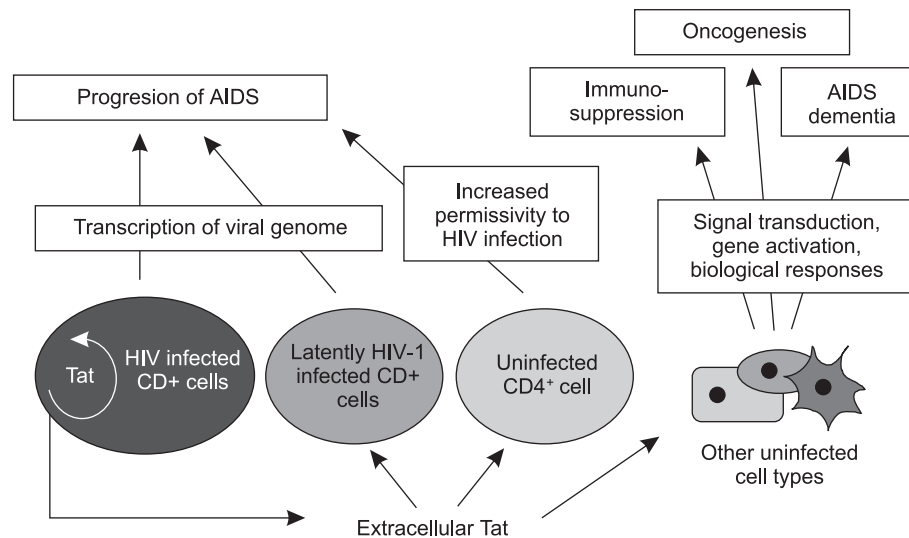 Oncogenesis
Immuno-
suppression
AIDS
dementia
Progresion of AIDS
Increased
permissivity to
HIV infection
Transcription of viral genome
Signal transduction,
gene activation,
biological responses
Tat
HIV infected
CD+ cells
Latently HIV-1
infected CD+
cells
Uninfected
CD4⁺ cell
Other uninfected
cell types
Extracellular Tat